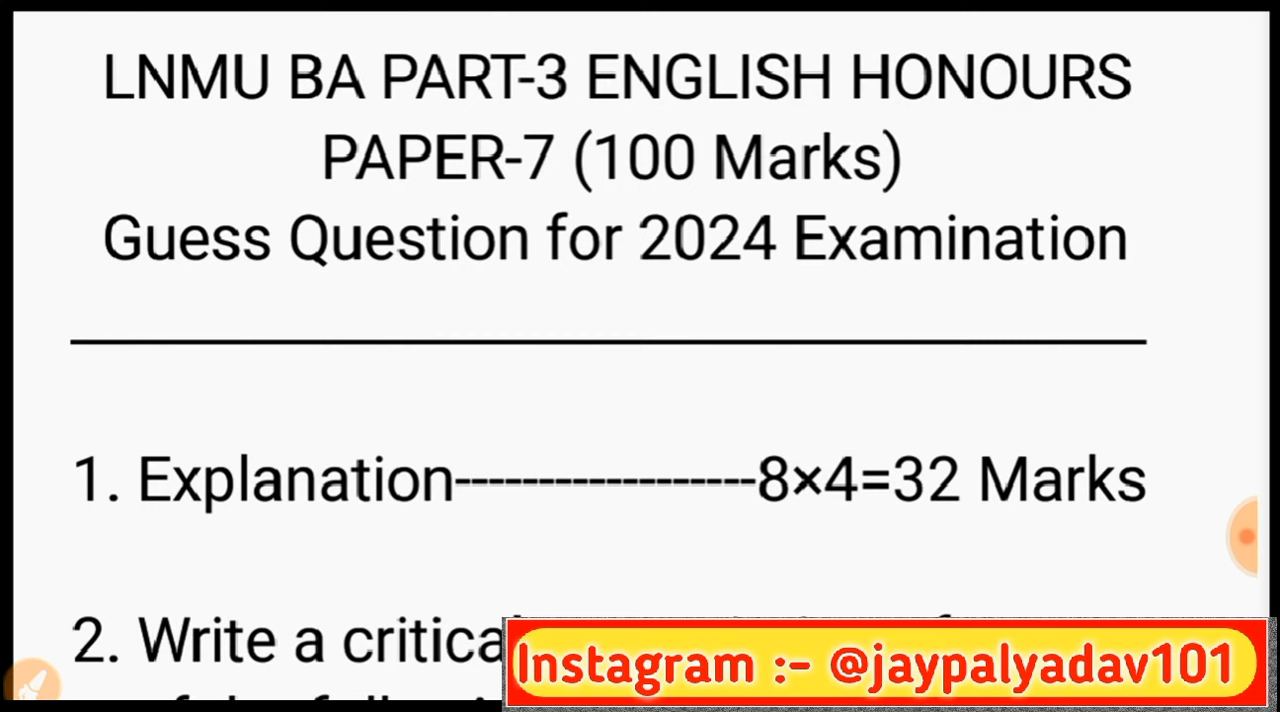 LNMU BA PART-3 ENGLISH HONOURS
PAPER-7 (100 Marks)
Guess Question for 2024 Examination
1. Explanation------------------8×4=32 Marks
2. Write a critica
Instagram :- @jaypalyadav101